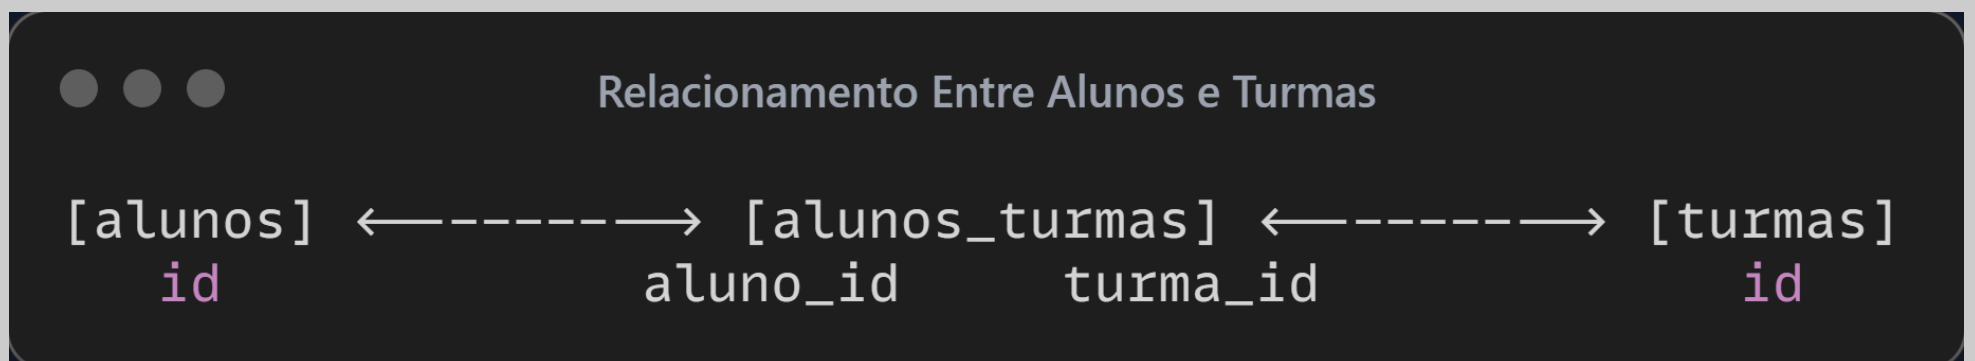 Relacionamento Entre Alunos e Turmas
[alunos] <--------> [alunos_turmas] <--------> [turmas]
id aluno_id turma_id id